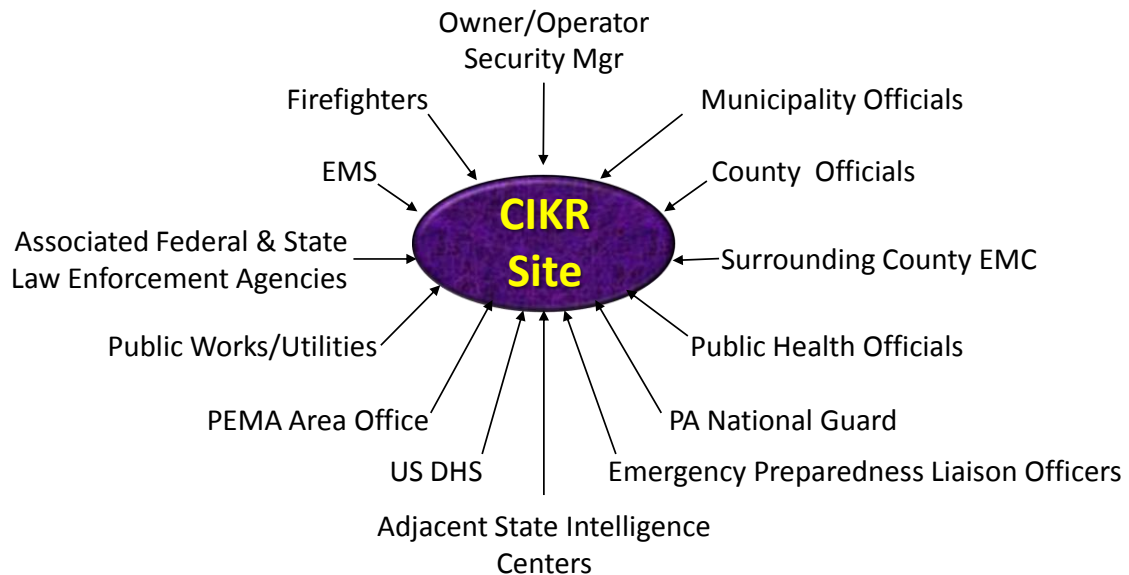 Owner/Operator
Security Mgr
Firefighters
Municipality Officials
EMS
County Officials
CIKR
Site
Associated Federal & State
Law Enforcement Agencies
Surrounding County EMC
Public Works/Utilities
Public Health Officials
PEMA Area Office
PA National Guard
US DHS
Emergency Preparedness Liaison Officers
Adjacent State Intelligence
Centers